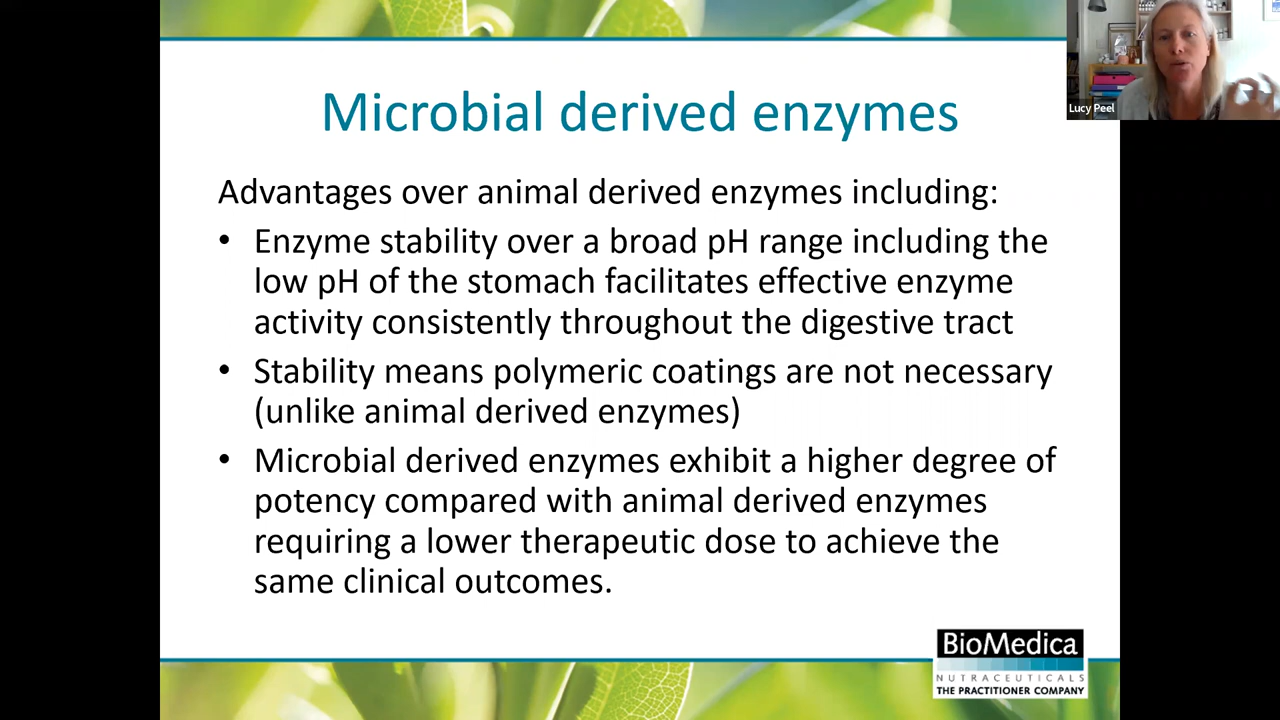 Microbial derived enzymes
Lucy Peel
Advantages over animal derived enzymes including:
• Enzyme stability over a broad pH range including the
low pH of the stomach facilitates effective enzyme
activity consistently throughout the digestive tract
• Stability means polymeric coatings are not necessary
(unlike animal derived enzymes)
• Microbial derived enzymes exhibit a higher degree of
potency compared with animal derived enzymes
requiring a lower therapeutic dose to achieve the
same clinical outcomes.
BioMedica
NUTRACEUTICALS
THE PRACTITIONER COMPANY